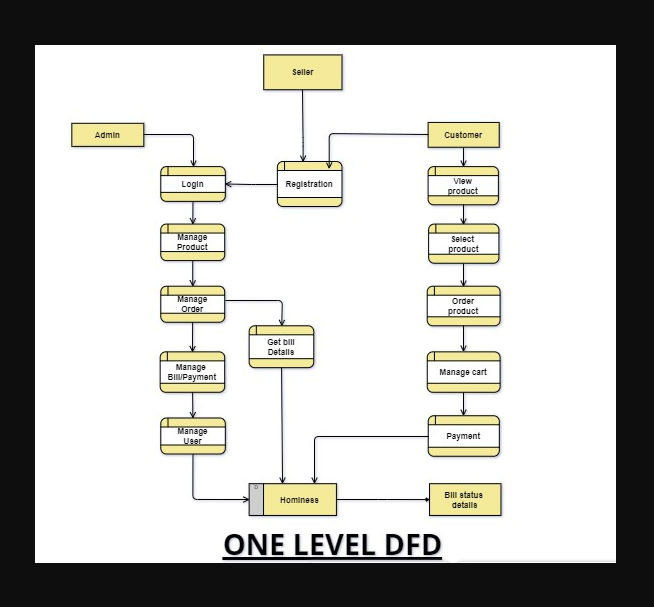 Seller
Admin
Customer
Login
Registration
View
product
Manage
Product
Select
product
Manage
Order
Order
product
Get bill
Details
Manage
Bill/Payment
Manage cart
Manage
User
Payment
D
Hominess
Bill status
details
ONE LEVEL DFD